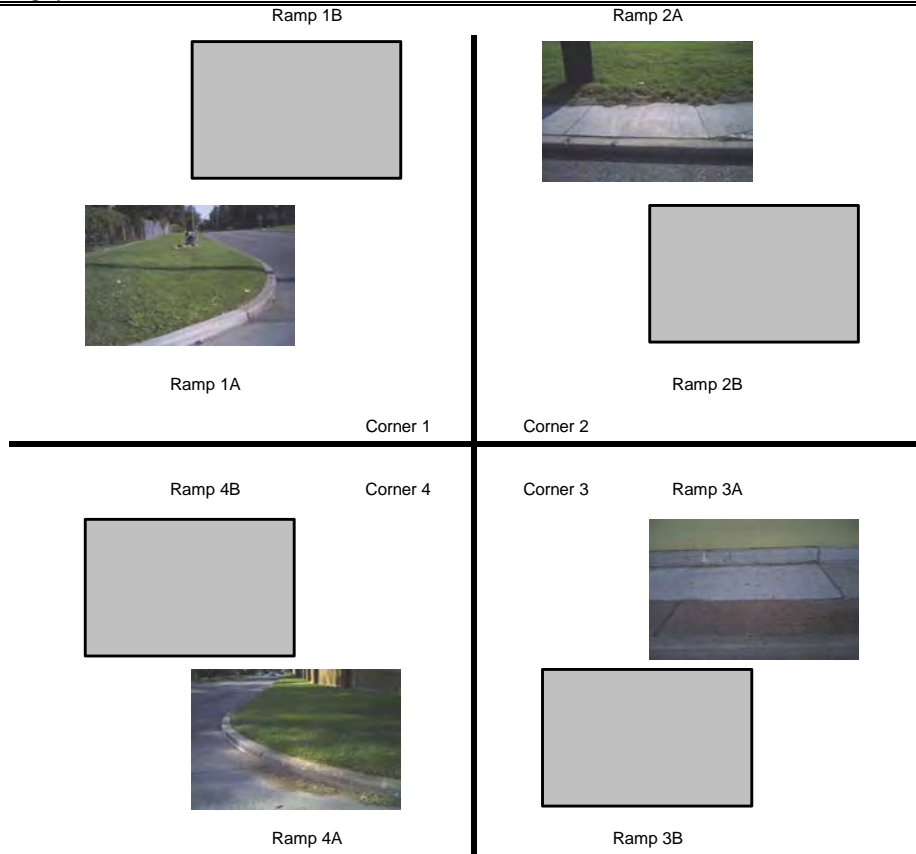 Ramp 1B
Ramp 2A
Ramp 1A
Ramp 2B
Corner 1
Corner 2
Ramp 4B
Corner 4
Corner 3
Ramp 3A
Ramp 4A
Ramp 3B